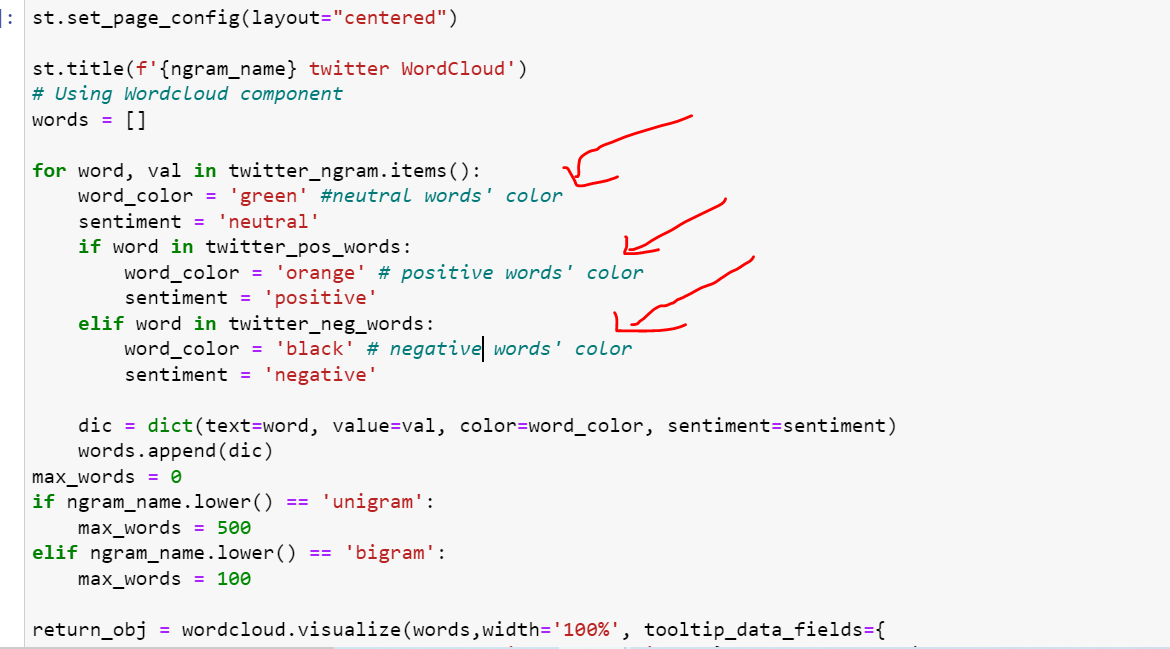 ]:
st.set_page_config(layout="centered")
st.title(f'{ngram_name} twitter WordCloud')
# Using Wordcloud component
words = []
for word, val in twitter_ngram.items():
    word_color = 'green' #neutral words' color
    sentiment = 'neutral'
    if word in twitter_pos_words:
        word_color = 'orange' # positive words' color
        sentiment = 'positive'
    elif word in twitter_neg_words:
        word_color = 'black' # negative words' color
        sentiment = 'negative'
    dic = dict(text=word, value=val, color=word_color, sentiment=sentiment)
    words.append(dic)
max_words = 0
if ngram_name.lower() == 'unigram':
    max_words = 500
elif ngram_name.lower() == 'bigram':
    max_words = 100
return_obj = wordcloud.visualize(words,width='100%', tooltip_data_fields={